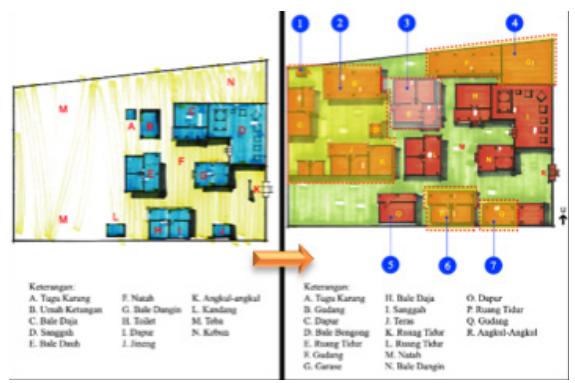 1
2
3
4
M
N
A
B
C
D
E
F
G
K
M
L
H
I
J
5
6
7
U
Keterangan:
A. Tugu Karang
B. Umah Ketungan
C. Bale Daja
D. Sanggah
E. Bale Dauh
F. Natah
G. Bale Dangin
H. Toilet
I. Dapur
J. Jineng
K. Angkul-angkul
L. Kandang
M. Teba
N. Kebun
Keterangan:
A. Tugu Karang
B. Gudang
C. Dapur
D. Bale Bengong
E. Ruang Tidur
F. Gudang
G. Garase
H. Bale Daja
I. Sanggah
J. Teras
K. Ruang Tidur
L. Ruang Tidur
M. Natah
N. Bale Dangin
O. Dapur
P. Ruang Tidur
Q. Gudang
R. Angkul-Angkul